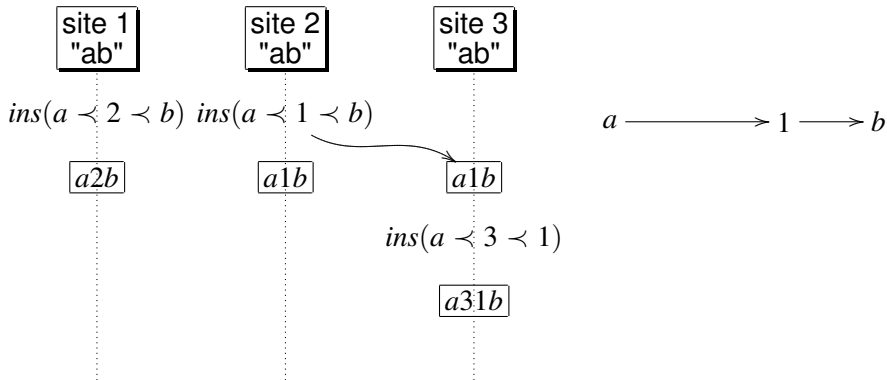 site 1 site 2 site 3
"ab" "ab" "ab"
ins(a ≺ 2 ≺ b) ins(a ≺ 1 ≺ b) a 1 b
a2b a1b a1b
ins(a ≺ 3 ≺ 1)
a31b